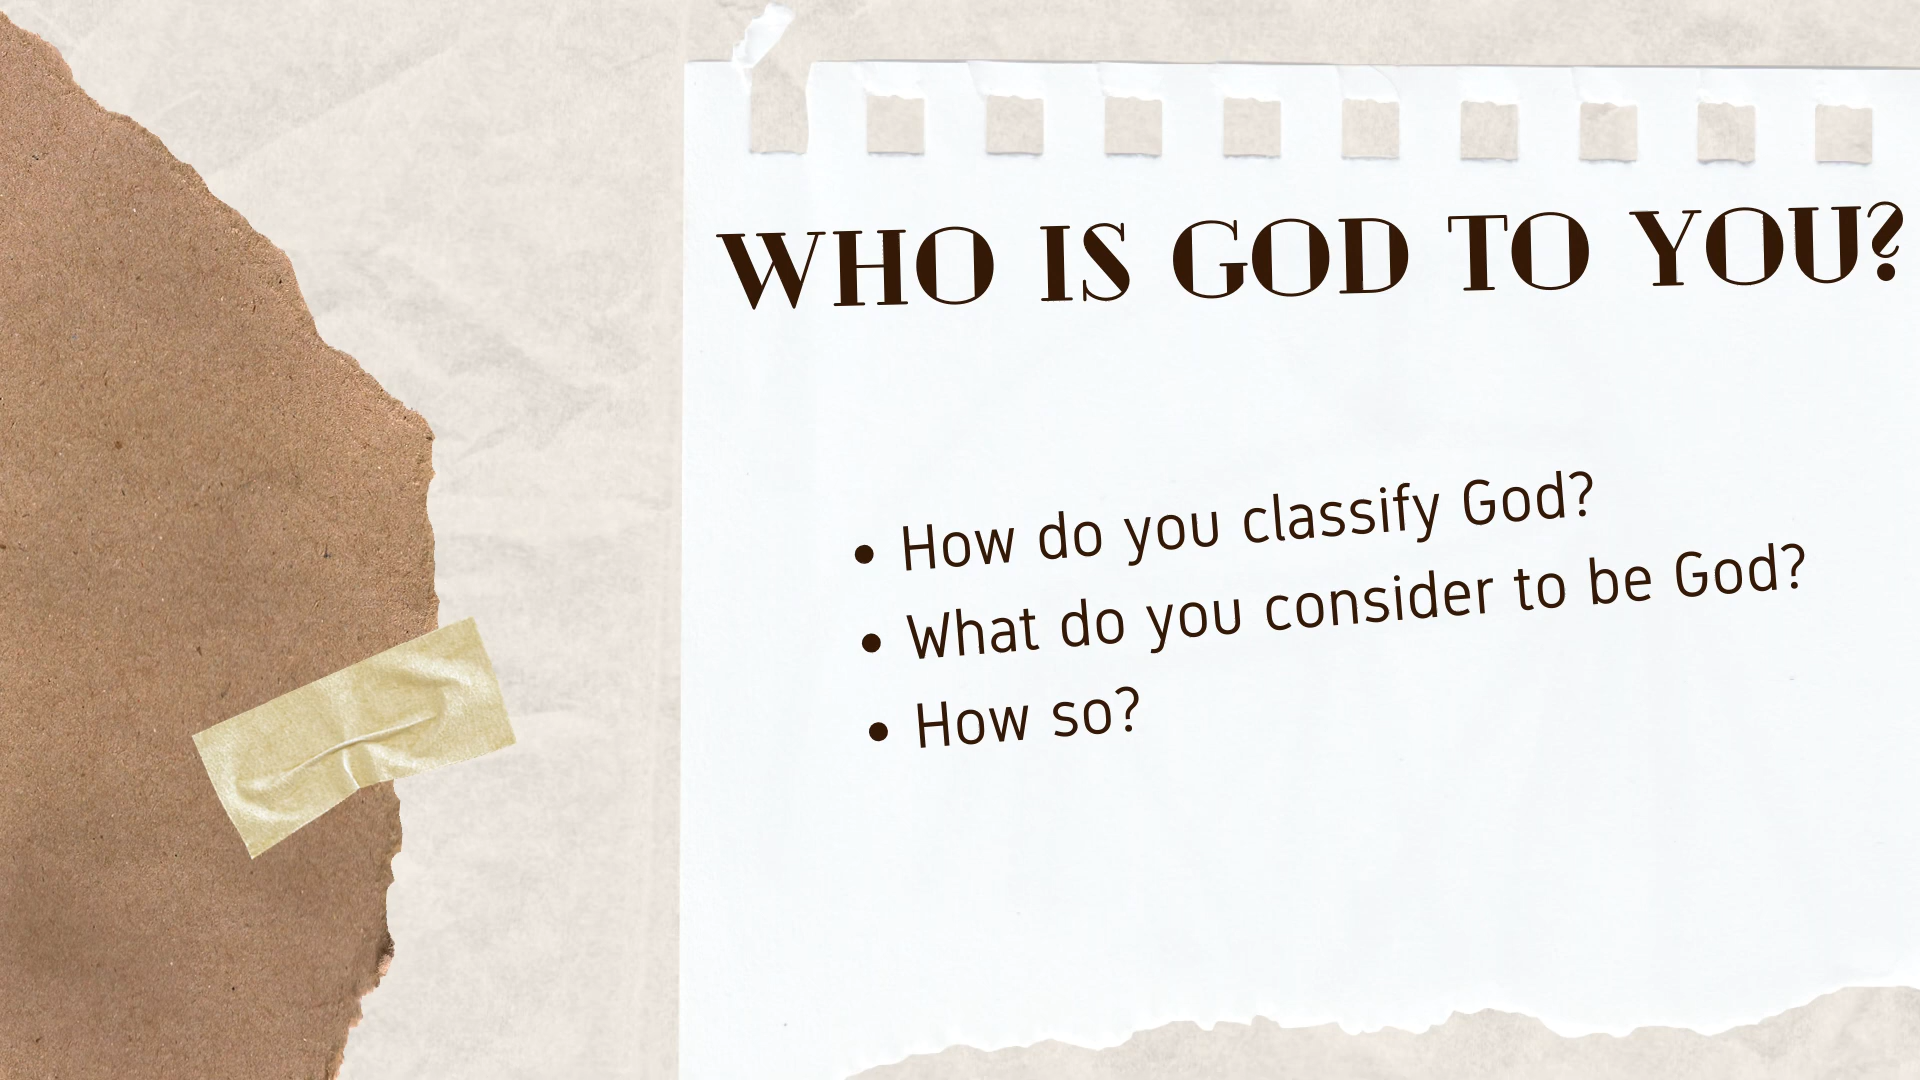 WHO IS GOD TO YOU?
• How do you classify God?
• What do you consider to be God?
• How so?